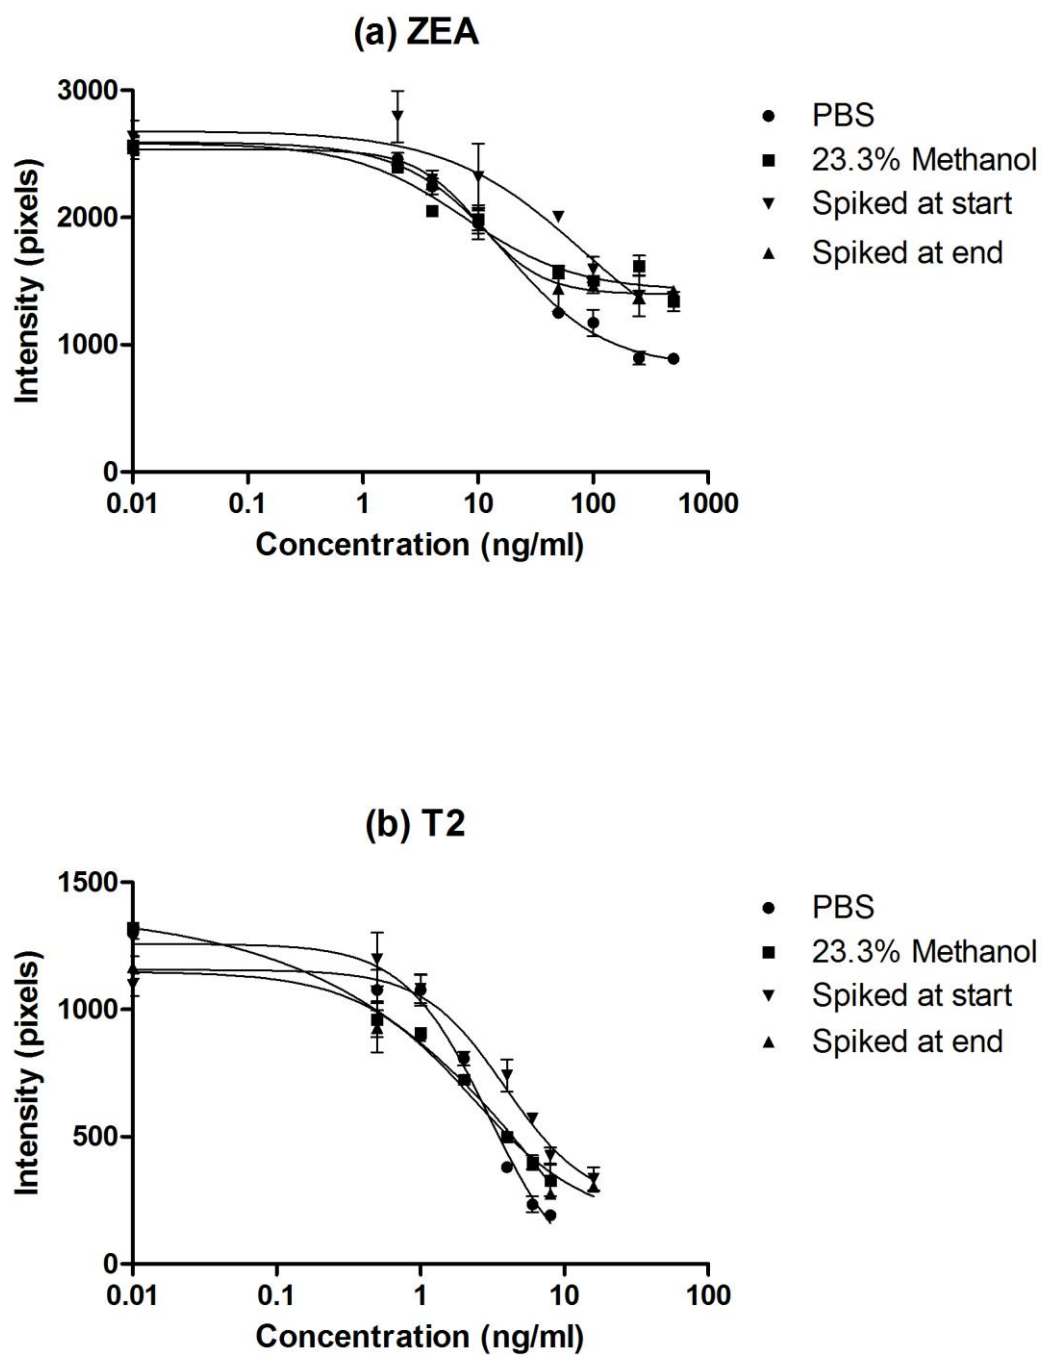 (a) ZEA
3000
2000
1000
0
Intensity (pixels)
0.01 0.1 1 10 100 1000
Concentration (ng/ml)
PBS
23.3% Methanol
Spiked at start
Spiked at end
(b) T2
1500
1000
500
0
Intensity (pixels)
0.01 0.1 1 10 100
Concentration (ng/ml)
PBS
23.3% Methanol
Spiked at start
Spiked at end